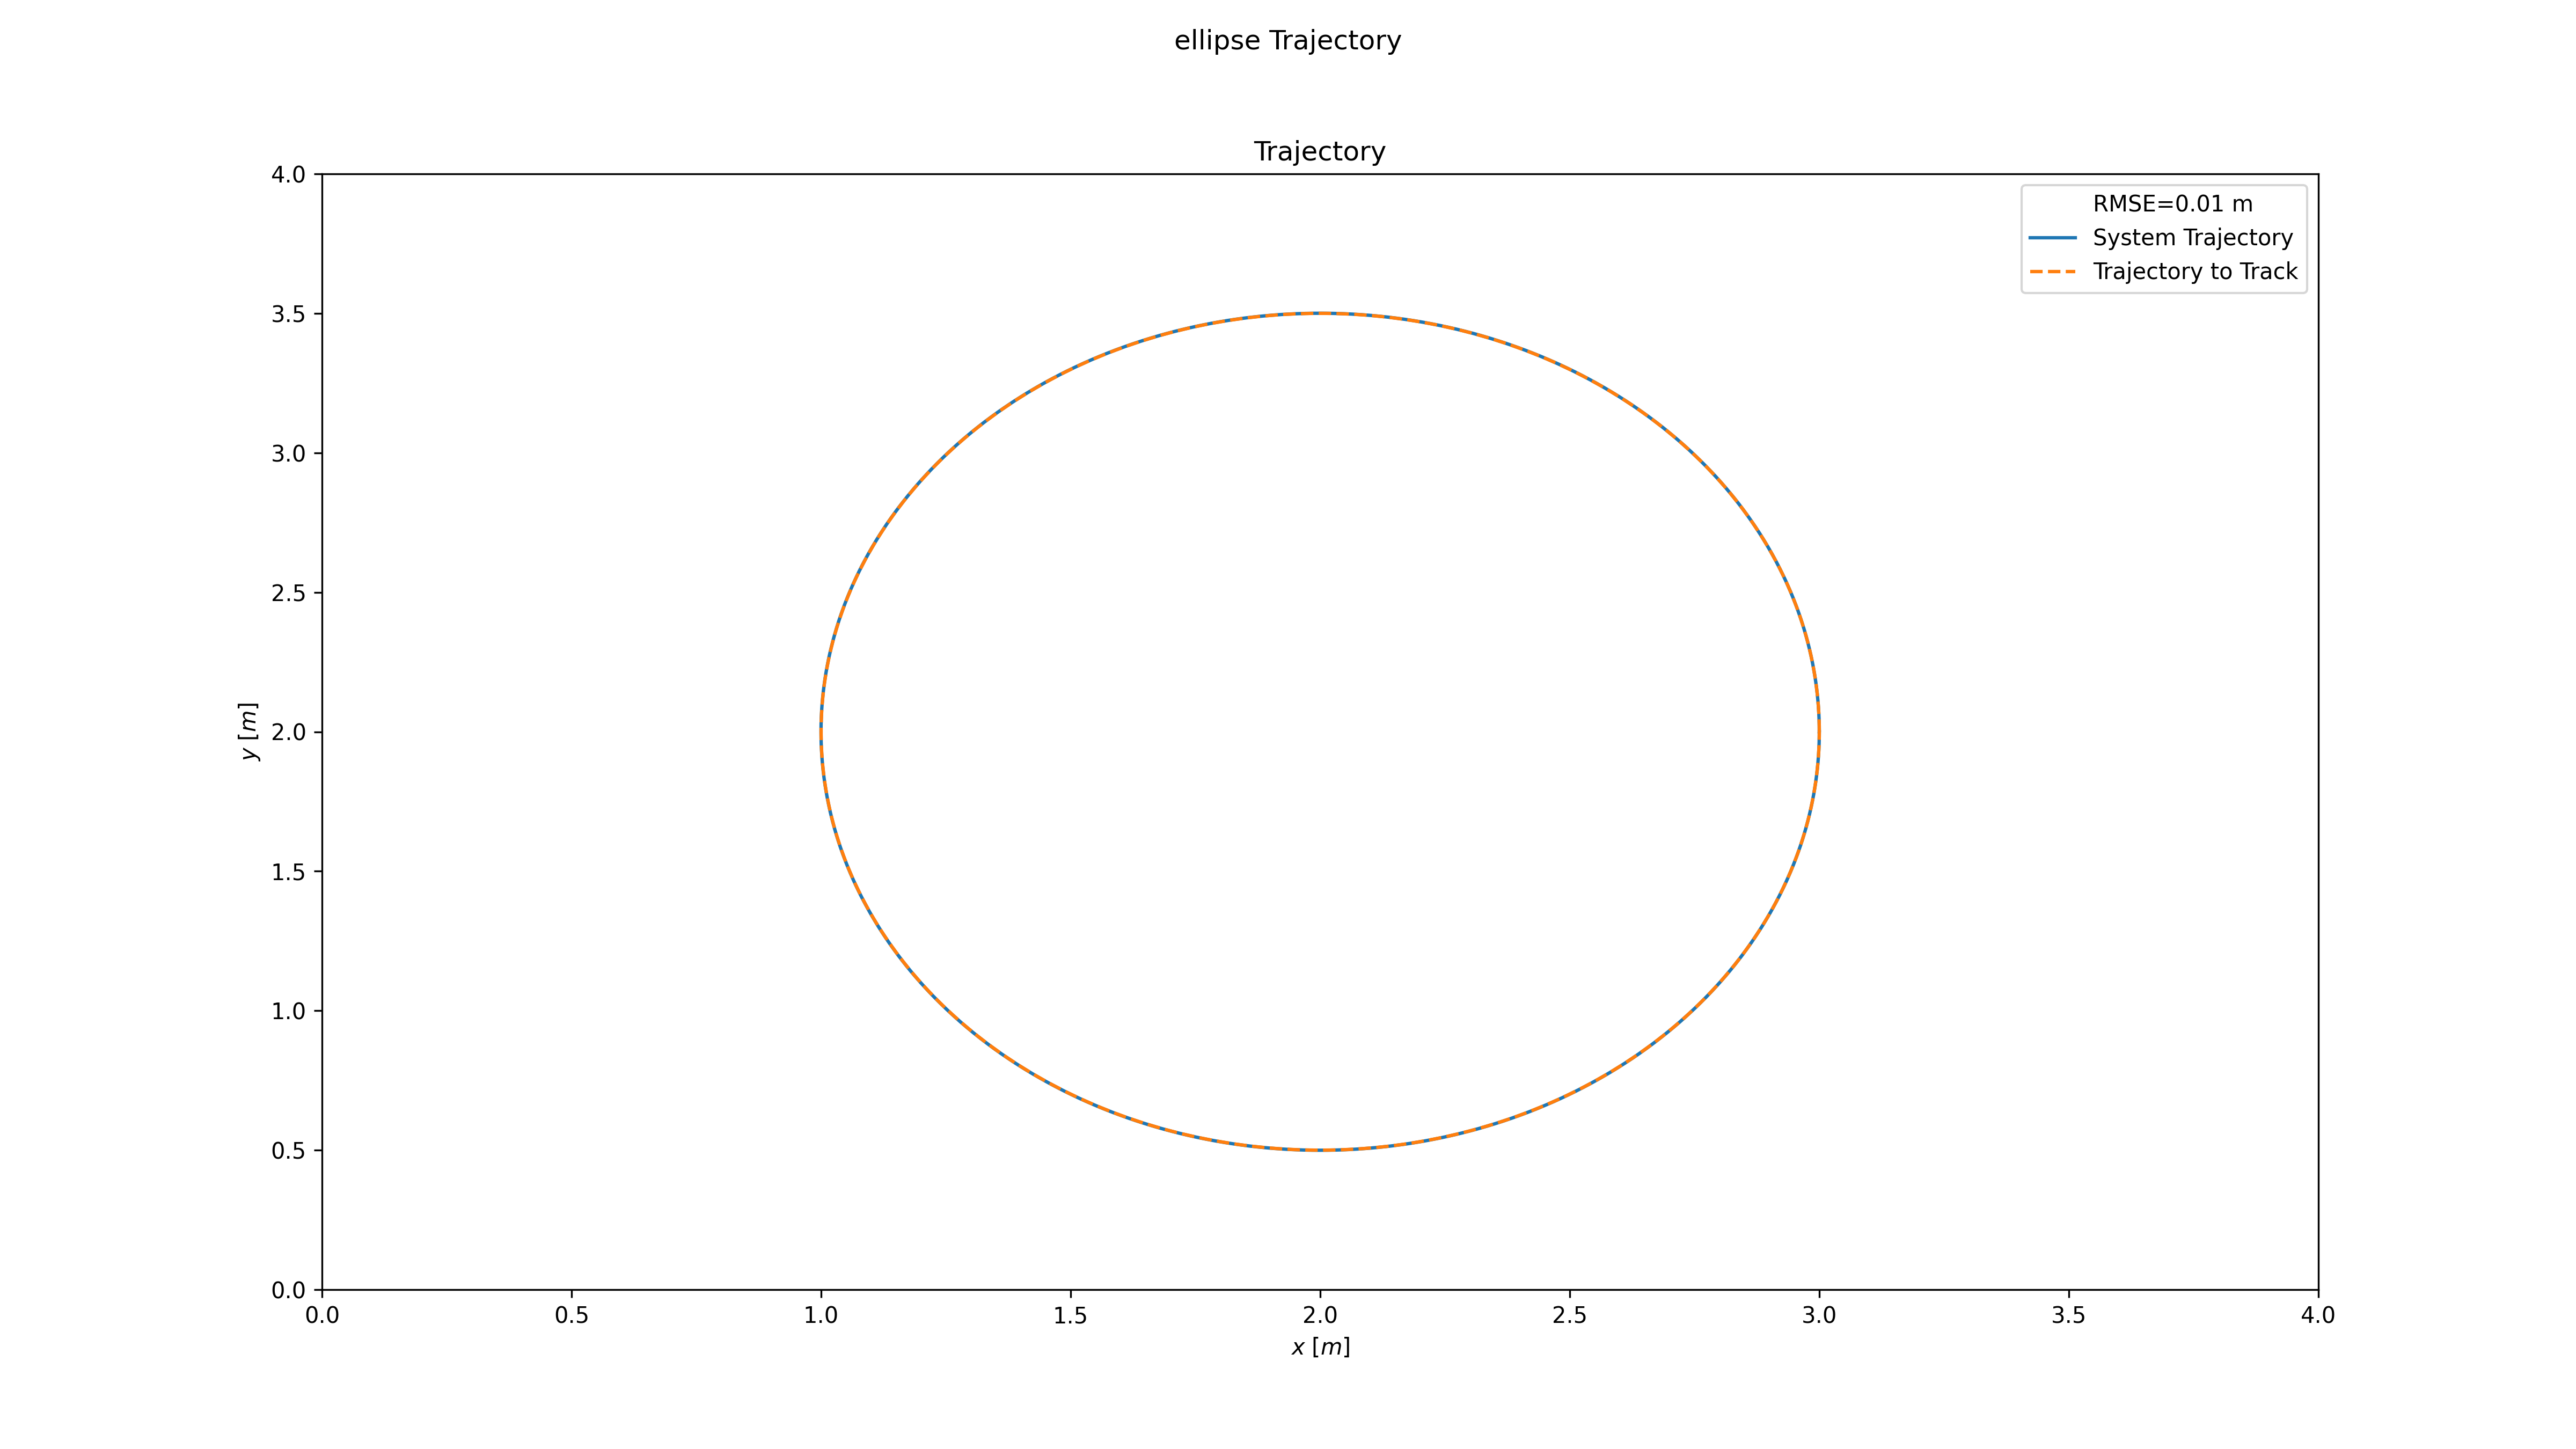 ellipse Trajectory
Trajectory
RMSE=0.01 m
System Trajectory
Trajectory to Track
4.0
3.5
3.0
2.5
2.0
1.5
1.0
0.5
0.0
y [m]
0.0 0.5 1.0 1.5 2.0 2.5 3.0 3.5 4.0
x [m]